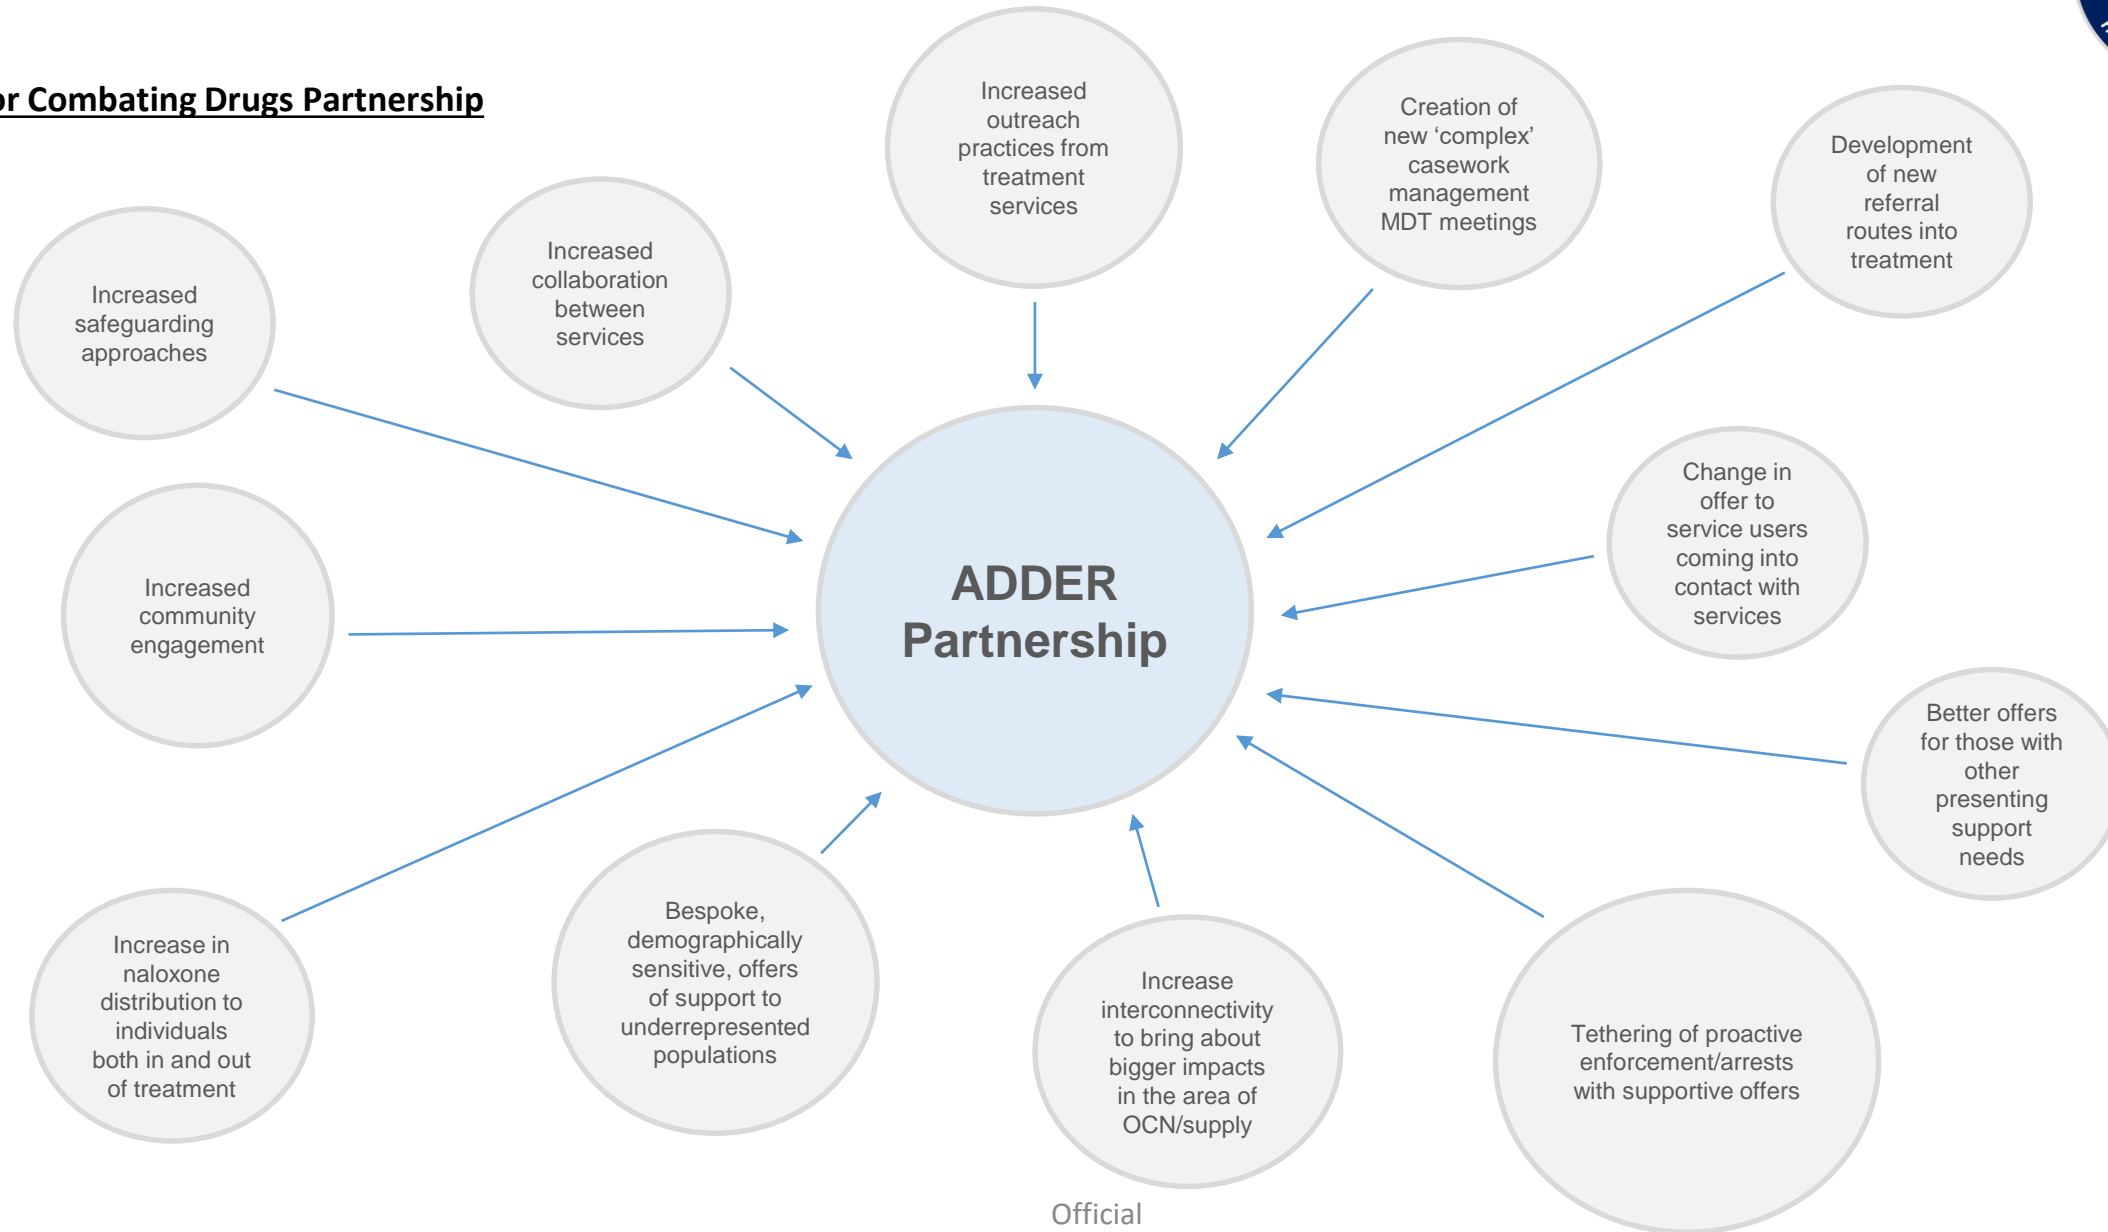 or Combating Drugs Partnership
Increased
outreach
practices from
treatment
services
Creation of
new ‘complex’
casework
management
MDT meetings
Development
of new
referral
routes into
treatment
Increased
safeguarding
approaches
Increased
collaboration
between
services
Change in
offer to
service users
coming into
contact with
services
Increased
community
engagement
ADDER
Partnership
Better offers
for those with
other
presenting
support
needs
Increase in
naloxone
distribution to
individuals
both in and out
of treatment
Bespoke,
demographically
sensitive, offers
of support to
underrepresented
populations
Increase
interconnectivity
to bring about
bigger impacts
in the area of
OCN/supply
Tethering of proactive
enforcement/arrests
with supportive offers
Official